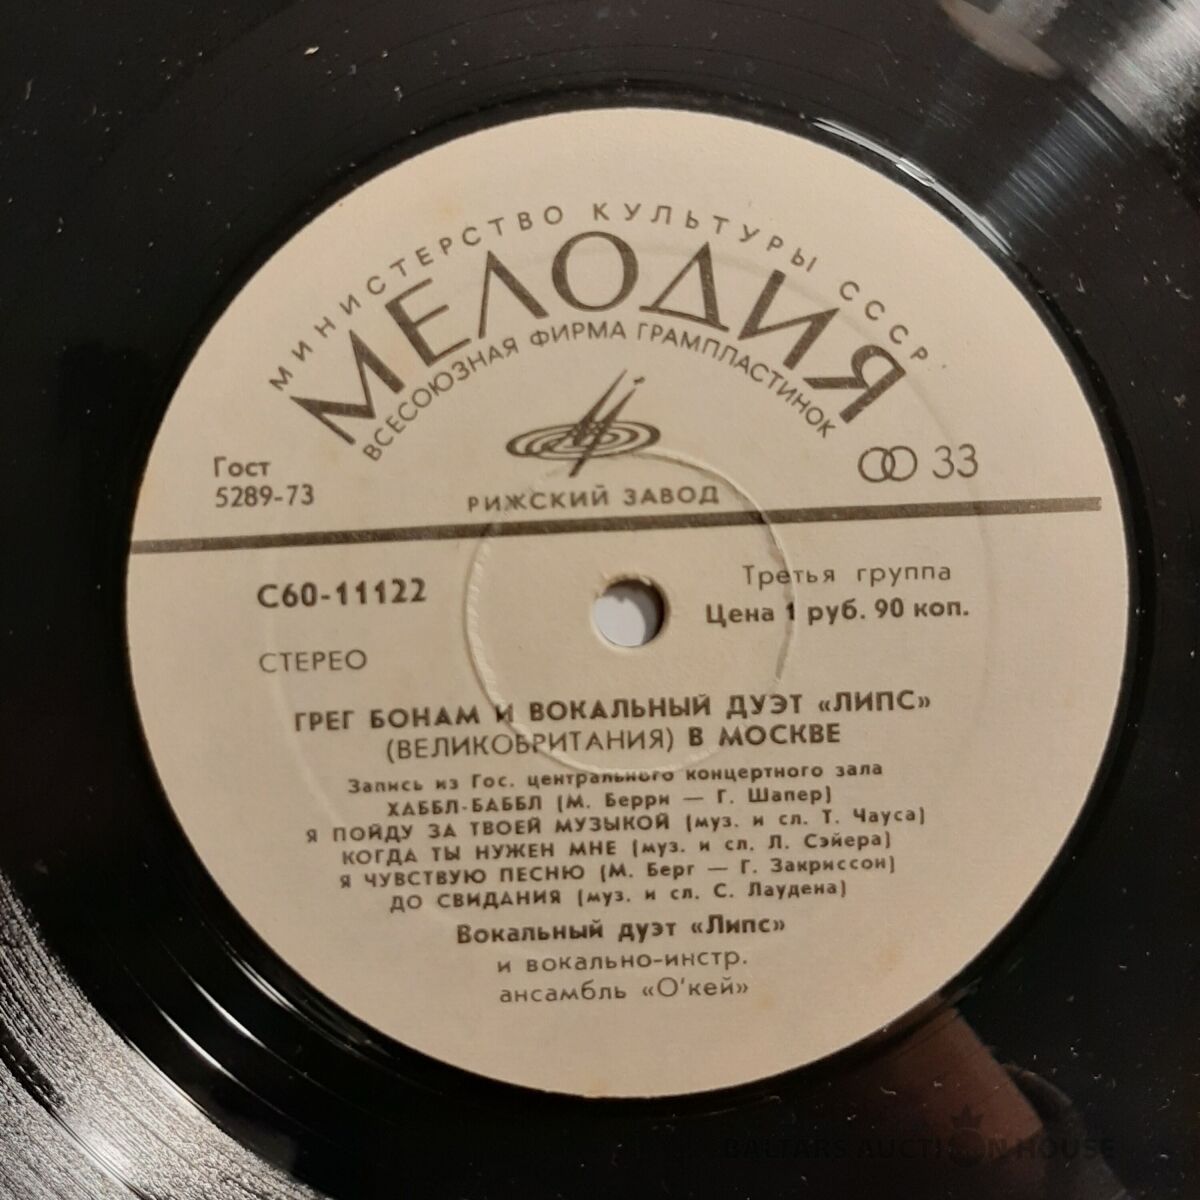 МИНИСТЕРСТВО КУЛЬТУРЫ СССР
МЕЛОДИЯ
ВСЕСОЮЗНАЯ ФИРМА ГРАМПЛАСТИНОК
Гост
5289-73
33
РИЖСКИЙ ЗАВОД
С60-11122
Третья группа
Цена 1 руб. 90 коп.
СТЕРЕО
ГРЕГ БОНАМ И ВОКАЛЬНЫЙ ДУЭТ «ЛИПС»
(ВЕЛИКОБРИТАНИЯ) В МОСКВЕ
Запись из Гос. центрального концертного зала
ХАББЛ-БАББЛ (М. Берри — Г. Шапер)
Я ПОЙДУ ЗА ТВОЕЙ МУЗЫКОЙ (муз. и сл. Т. Чауса)
КОГДА ТЫ НУЖЕН МНЕ (муз. и сл. Л. Сэйера)
Я ЧУВСТВУЮ ПЕСНЮ (М. Берг — Г. Закриссон)
ДО СВИДАНИЯ (муз. и сл. С. Лаудена)
Вокальный дуэт «Липс»
и вокально-инстр.
ансамбль «О'кей»
BALTARS AUCTION HOUSE